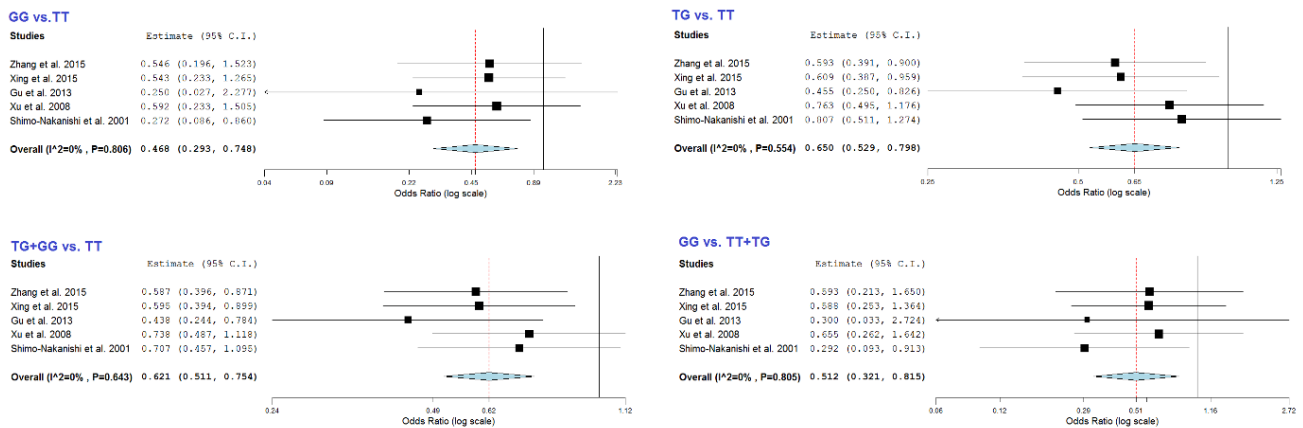 GG vs.TT
Studies Estimate (95% C.I.)
Zhang et al. 2015 0.546 (0.196, 1.523)
Xing et al. 2015 0.543 (0.233, 1.265)
Gu et al. 2013 0.250 (0.027, 2.277)
Xu et al. 2008 0.592 (0.233, 1.505)
Shimo-Nakanishi et al. 2001 0.272 (0.086, 0.860)
Overall (I^2=0% , P=0.806) 0.468 (0.293, 0.748)
0.04 0.09 0.22 0.45 0.89 2.23
Odds Ratio (log scale)
TG vs. TT
Studies Estimate (95% C.I.)
Zhang et al. 2015 0.593 (0.391, 0.900)
Xing et al. 2015 0.609 (0.387, 0.959)
Gu et al. 2013 0.455 (0.250, 0.826)
Xu et al. 2008 0.763 (0.495, 1.176)
Shimo-Nakanishi et al. 2001 0.807 (0.511, 1.274)
Overall (I^2=0% , P=0.554) 0.650 (0.529, 0.798)
0.25 0.5 0.65 1.25
Odds Ratio (log scale)
TG+GG vs. TT
Studies Estimate (95% C.I.)
Zhang et al. 2015 0.587 (0.396, 0.871)
Xing et al. 2015 0.595 (0.394, 0.899)
Gu et al. 2013 0.438 (0.244, 0.784)
Xu et al. 2008 0.738 (0.487, 1.118)
Shimo-Nakanishi et al. 2001 0.707 (0.457, 1.095)
Overall (I^2=0% , P=0.643) 0.621 (0.511, 0.754)
0.24 0.49 0.62 1.12
Odds Ratio (log scale)
GG vs. TT+TG
Studies Estimate (95% C.I.)
Zhang et al. 2015 0.593 (0.213, 1.650)
Xing et al. 2015 0.588 (0.253, 1.364)
Gu et al. 2013 0.300 (0.033, 2.724)
Xu et al. 2008 0.655 (0.262, 1.642)
Shimo-Nakanishi et al. 2001 0.292 (0.093, 0.913)
Overall (I^2=0% , P=0.805) 0.512 (0.321, 0.815)
0.06 0.12 0.29 0.51 1.16 2.72
Odds Ratio (log scale)